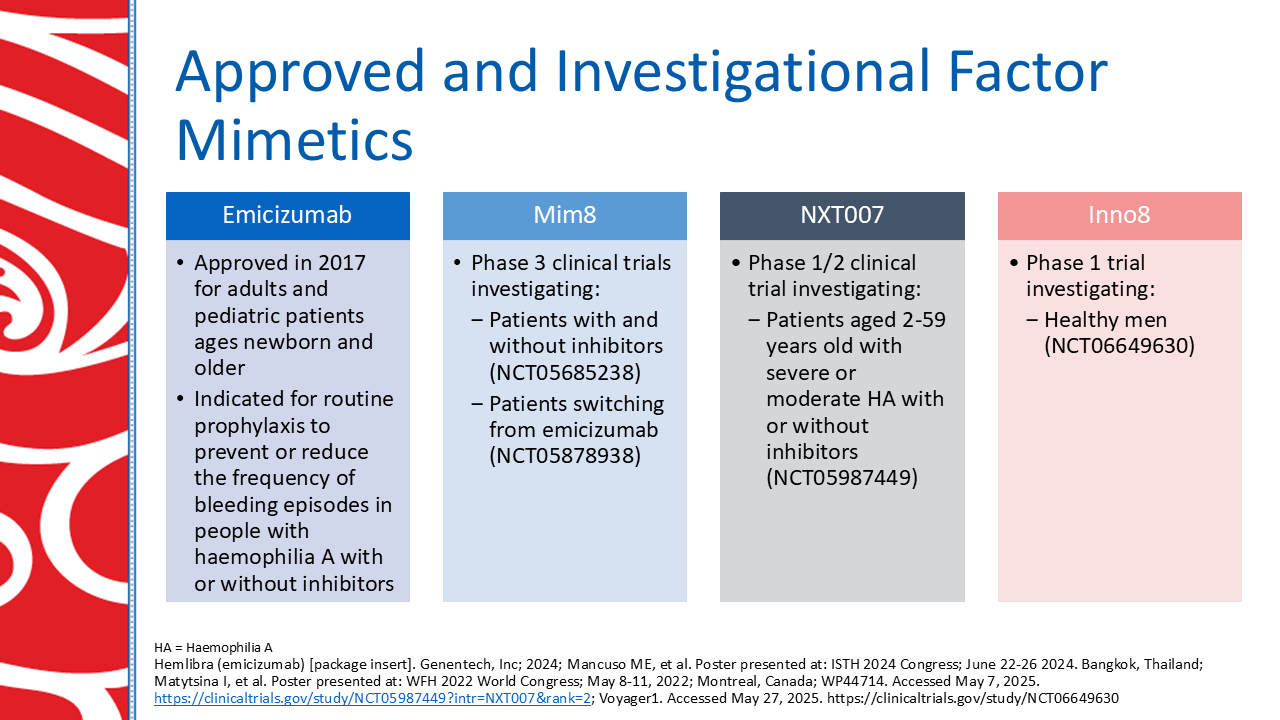 Approved and Investigational Factor
Mimetics
Emicizumab
• Approved in 2017
for adults and
pediatric patients
ages newborn and
older
• Indicated for routine
prophylaxis to
prevent or reduce
the frequency of
bleeding episodes in
people with
haemophilia A with
or without inhibitors
Mim8
• Phase 3 clinical trials
investigating:
– Patients with and
without inhibitors
(NCT05685238)
– Patients switching
from emicizumab
(NCT05878938)
NXT007
• Phase 1/2 clinical
trial investigating:
– Patients aged 2-59
years old with
severe or
moderate HA with
or without
inhibitors
(NCT05987449)
Inno8
• Phase 1 trial
investigating:
– Healthy men
(NCT06649630)
HA = Haemophilia A
Hemlibra (emicizumab) [package insert]. Genentech, Inc; 2024; Mancuso ME, et al. Poster presented at: ISTH 2024 Congress; June 22-26 2024. Bangkok, Thailand;
Matytsina I, et al. Poster presented at: WFH 2022 World Congress; May 8-11, 2022; Montreal, Canada; WP44714. Accessed May 7, 2025.
https://clinicaltrials.gov/study/NCT05987449?intr=NXT007&rank=2; Voyager1. Accessed May 27, 2025. https://clinicaltrials.gov/study/NCT06649630